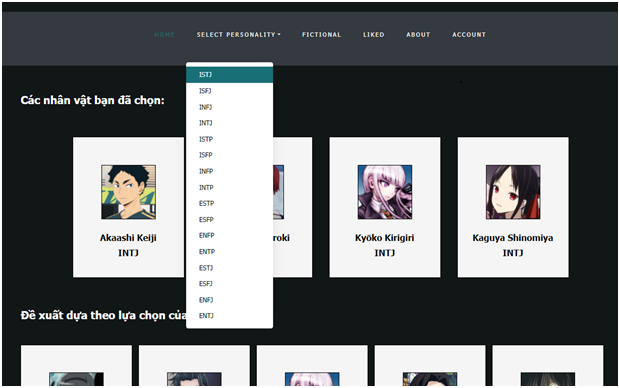 HOME SELECT PERSONALITY FICTIONAL LIKED ABOUT ACCOUNT
ISTJ
ISFJ
INFJ
INTJ
ISTP
ISFP
INFP
INTP
ESTP
ESFP
ENFP
ENTP
ESTJ
ESFJ
ENFJ
ENTJ
Các nhân vật bạn đã chọn:
Akaashi Keiji
INTJ
Kyōko Kirigiri
INTJ
Kaguya Shinomiya
INTJ
Đề xuất dựa theo lựa chọn của